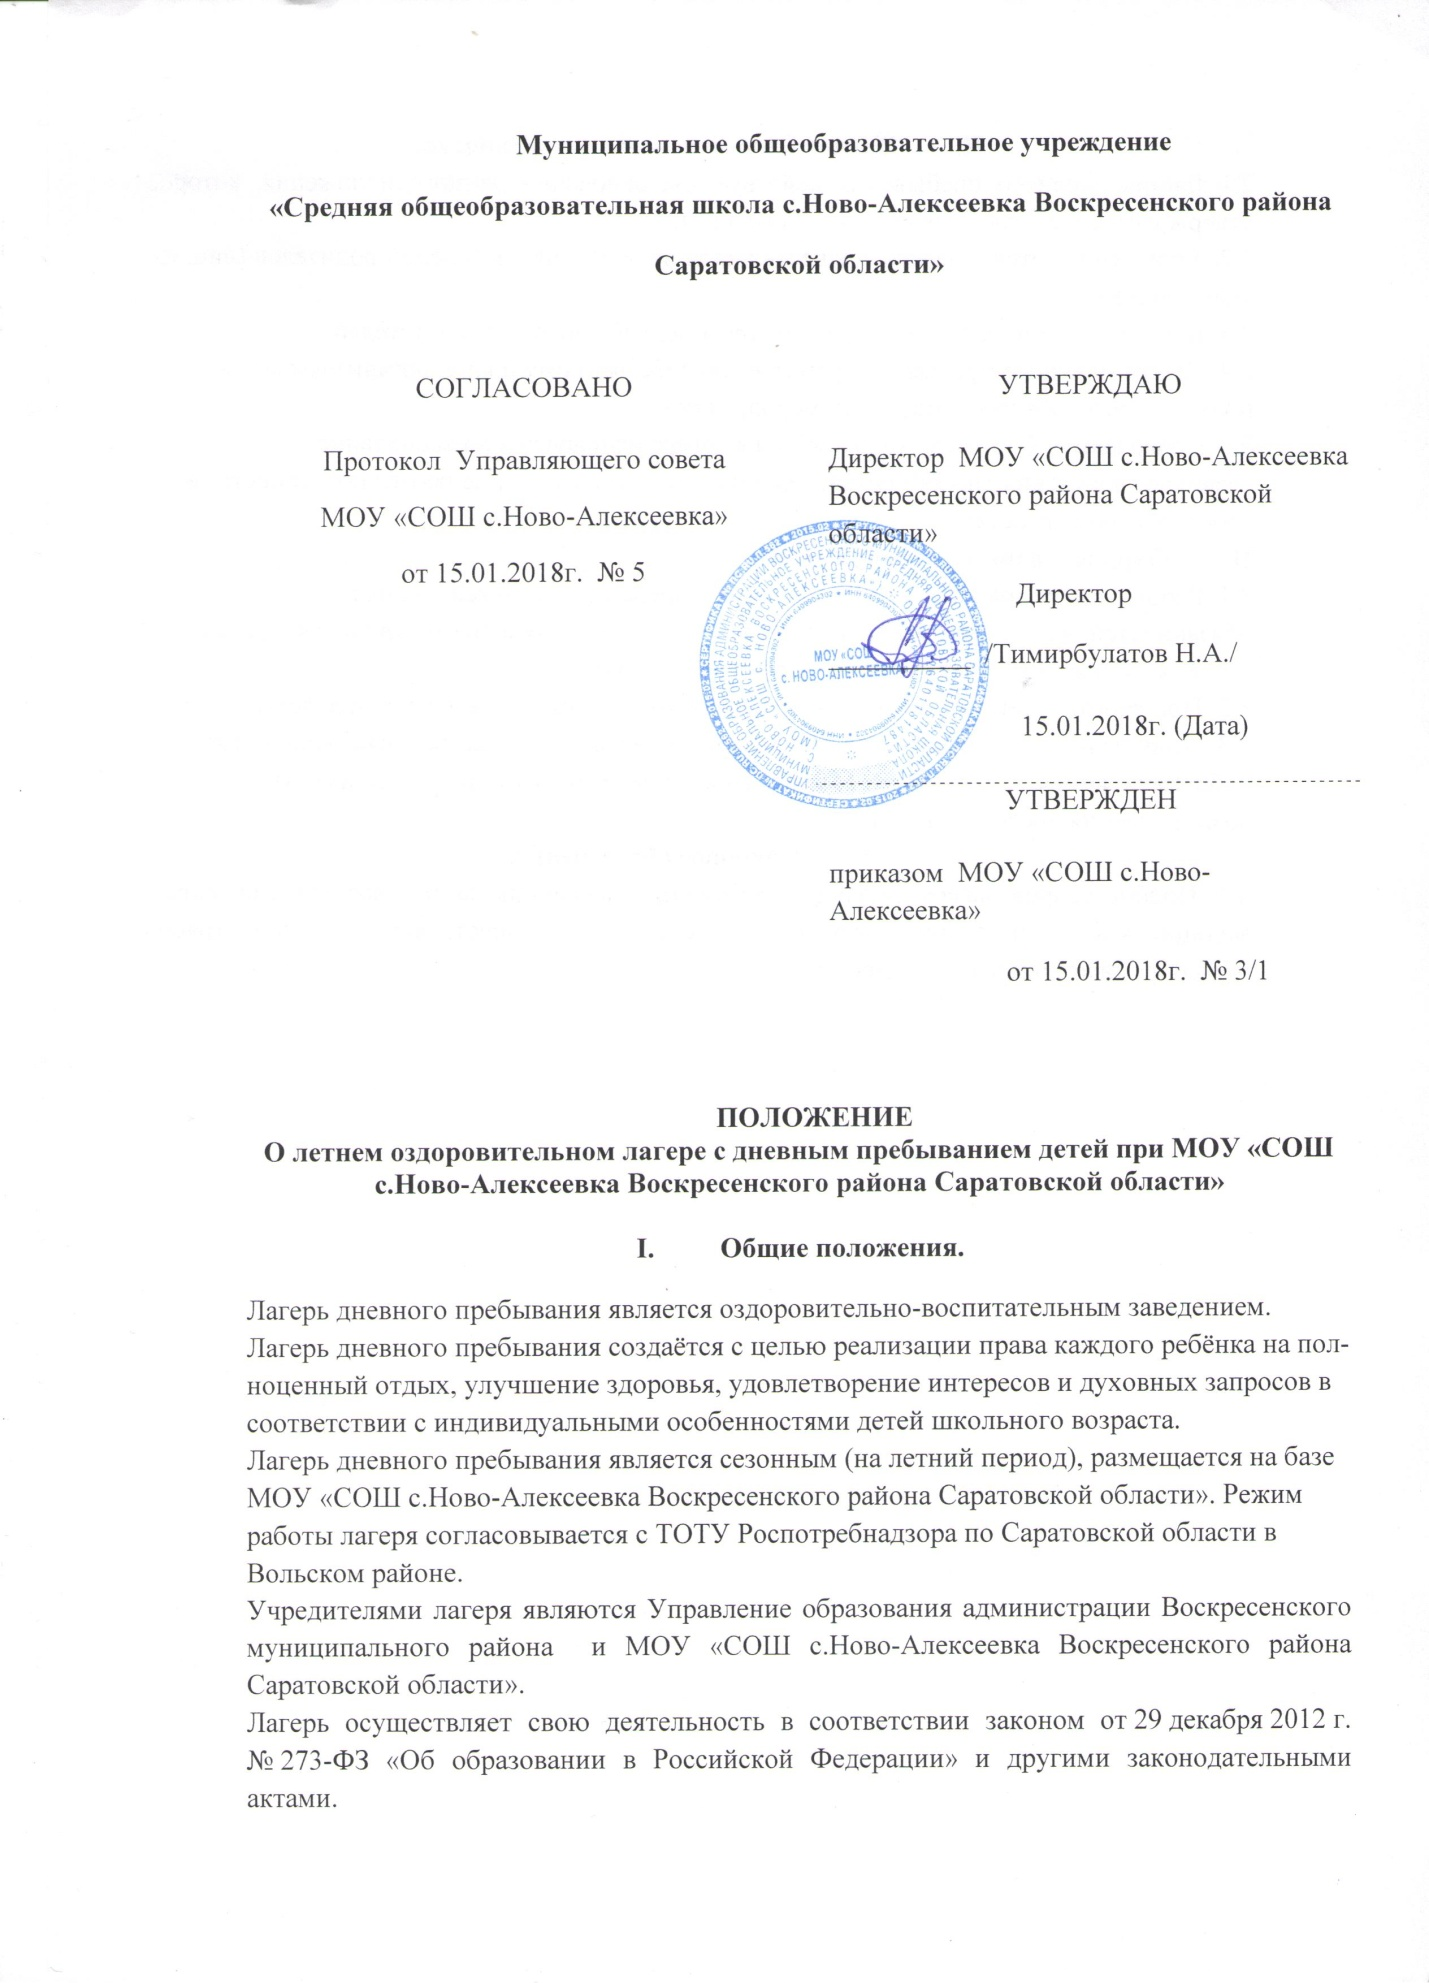 Муниципальное общеобразовательное учреждение
«Средняя общеобразовательная школа с.Ново-Алексеевка Воскресенского района
Саратовской области»
СОГЛАСОВАНО
Протокол  Управляющего совета
МОУ «СОШ с.Ново-Алексеевка»
от 15.01.2018г.  № 5
УТВЕРЖДАЮ
Директор  МОУ «СОШ с.Ново-Алексеевка
Воскресенского района Саратовской
области»
Директор
__________ /Тимирбулатов Н.А./
15.01.2018г. (Дата)
МОУ «СОШ
с. НОВО-АЛЕКСЕЕВКА»
УТВЕРЖДЕН
приказом  МОУ «СОШ с.Ново-
Алексеевка»
от 15.01.2018г.  № 3/1
ПОЛОЖЕНИЕ
О летнем оздоровительном лагере с дневным пребыванием детей при МОУ «СОШ
с.Ново-Алексеевка Воскресенского района Саратовской области»
I. Общие положения.
Лагерь дневного пребывания является оздоровительно-воспитательным заведением.
Лагерь дневного пребывания создаётся с целью реализации права каждого ребёнка на пол-
ноценный отдых, улучшение здоровья, удовлетворение интересов и духовных запросов в
соответствии с индивидуальными особенностями детей школьного возраста.
Лагерь дневного пребывания является сезонным (на летний период), размещается на базе
МОУ «СОШ с.Ново-Алексеевка Воскресенского района Саратовской области». Режим
работы лагеря согласовывается с ТОТУ Роспотребнадзора по Саратовской области в
Вольском районе.
Учредителями лагеря являются Управление образования администрации Воскресенского
муниципального района  и МОУ «СОШ с.Ново-Алексеевка Воскресенского района
Саратовской области».
Лагерь осуществляет свою деятельность в соответствии законом от 29 декабря 2012 г.
№ 273-ФЗ «Об образовании в Российской Федерации» и другими законодательными
актами.